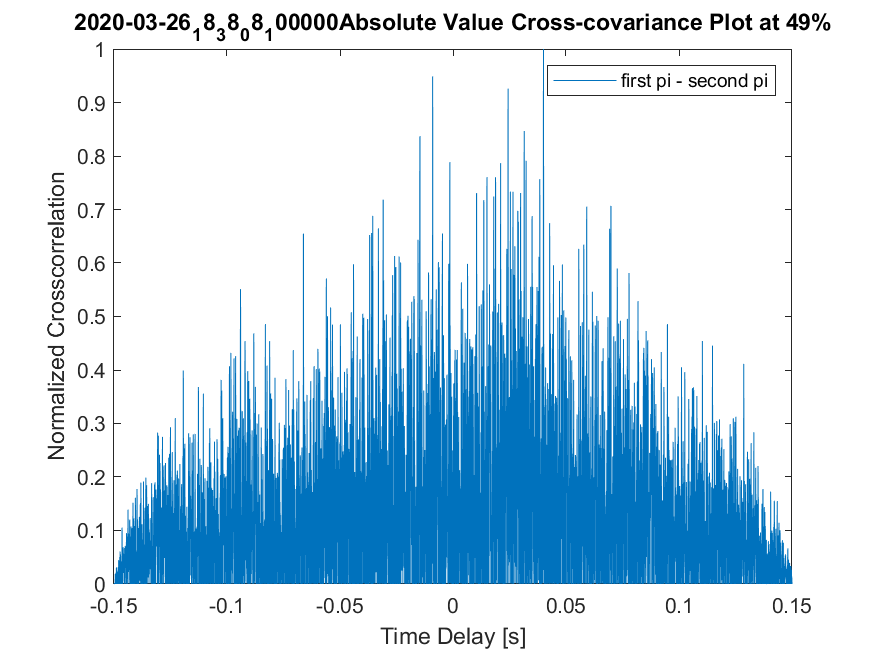 2020-03-26₁8₃8₀8₁00000Absolute Value Cross-covariance Plot at 49%
first pi - second pi
Normalized Crosscorrelation
1
0.9
0.8
0.7
0.6
0.5
0.4
0.3
0.2
0.1
0
-0.15 -0.1 -0.05 0 0.05 0.1 0.15
Time Delay [s]